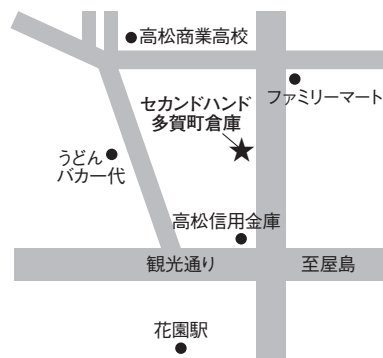 高松商業高校
ファミリーマート
セカンドハンド
多賀町倉庫
うどん
バカ一代
高松信用金庫
観光通り
至屋島
花園駅